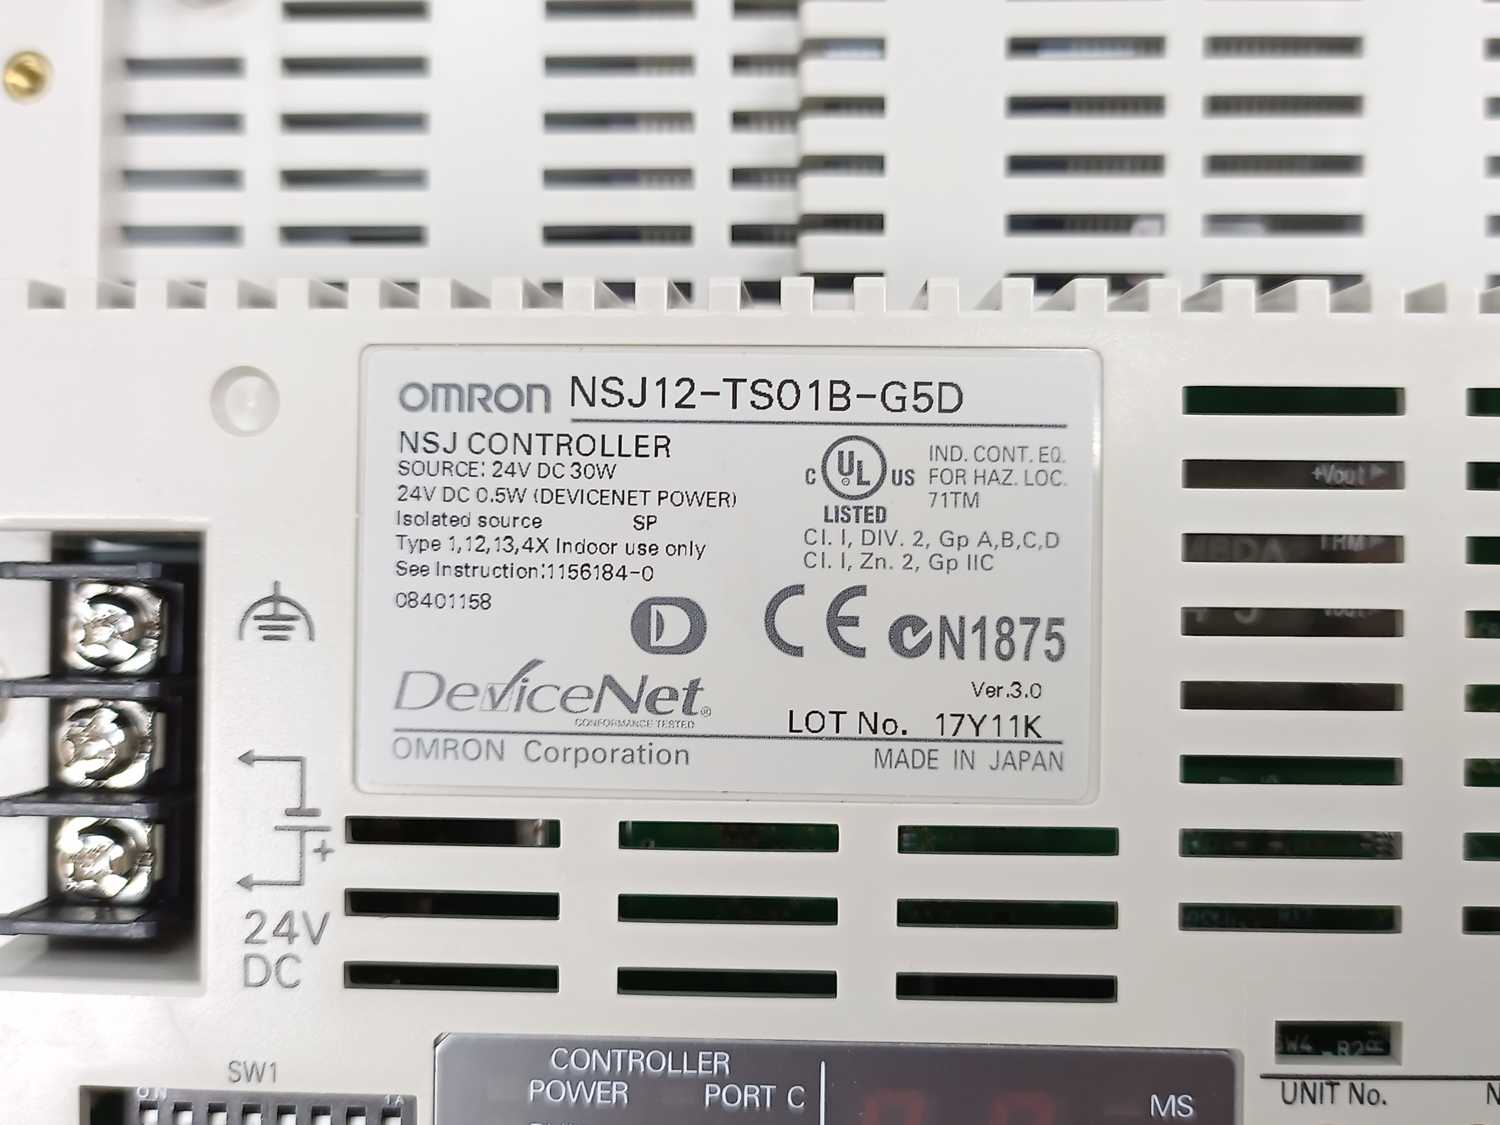 OMRON NSJ12-TS01B-G5D
NSJ CONTROLLER
SOURCE: 24V DC 30W
24V DC 0.5W (DEVICENET POWER)
Isolated source SP
Type 1,12,13,4X Indoor use only
See Instruction:1156184-0
08401158
C UL US
LISTED
IND. CONT. EQ.
FOR HAZ. LOC.
71TM
Cl. I, DIV. 2, Gp A,B,C,D
Cl. I, Zn. 2, Gp IIC
D CE N1875
DeviceNet®
CONFORMANCE TESTED
Ver.3.0
LOT No. 17Y11K
OMRON Corporation MADE IN JAPAN
+Vout
+
24V
DC
SW1
ON 1A
CONTROLLER
POWER PORT C
MS
SW4
UNIT No.